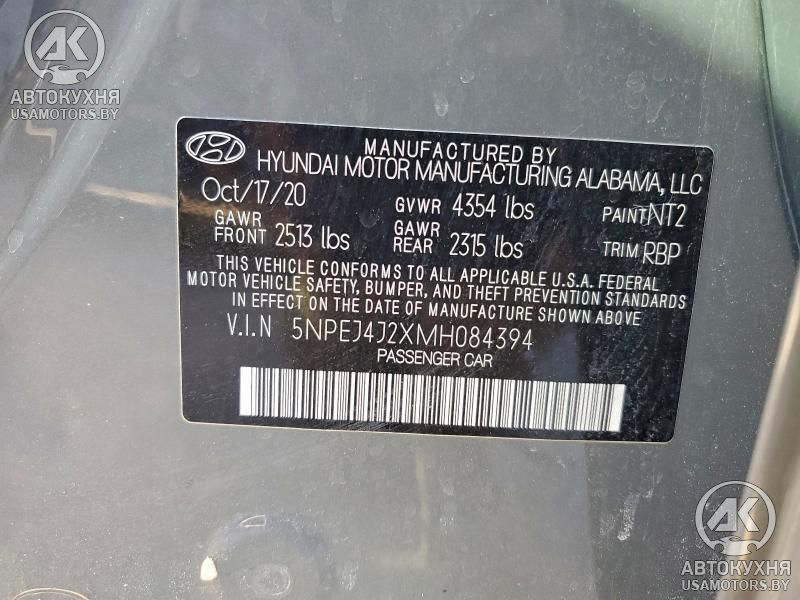 AK
АВТОКУХНЯ
USAMOTORS.BY
MANUFACTURED BY
HYUNDAI MOTOR MANUFACTURING ALABAMA, LLC
Oct/17/20 GVWR 4354 lbs PAINT NT2
GAWR FRONT 2513 lbs GAWR REAR 2315 lbs TRIM RBP
THIS VEHICLE CONFORMS TO ALL APPLICABLE U.S.A. FEDERAL
MOTOR VEHICLE SAFETY, BUMPER, AND THEFT PREVENTION STANDARDS
IN EFFECT ON THE DATE OF MANUFACTURE SHOWN ABOVE
V.I.N 5NPEJ4J2XMH084394
PASSENGER CAR
AK
АВТОКУХНЯ
USAMOTORS.BY